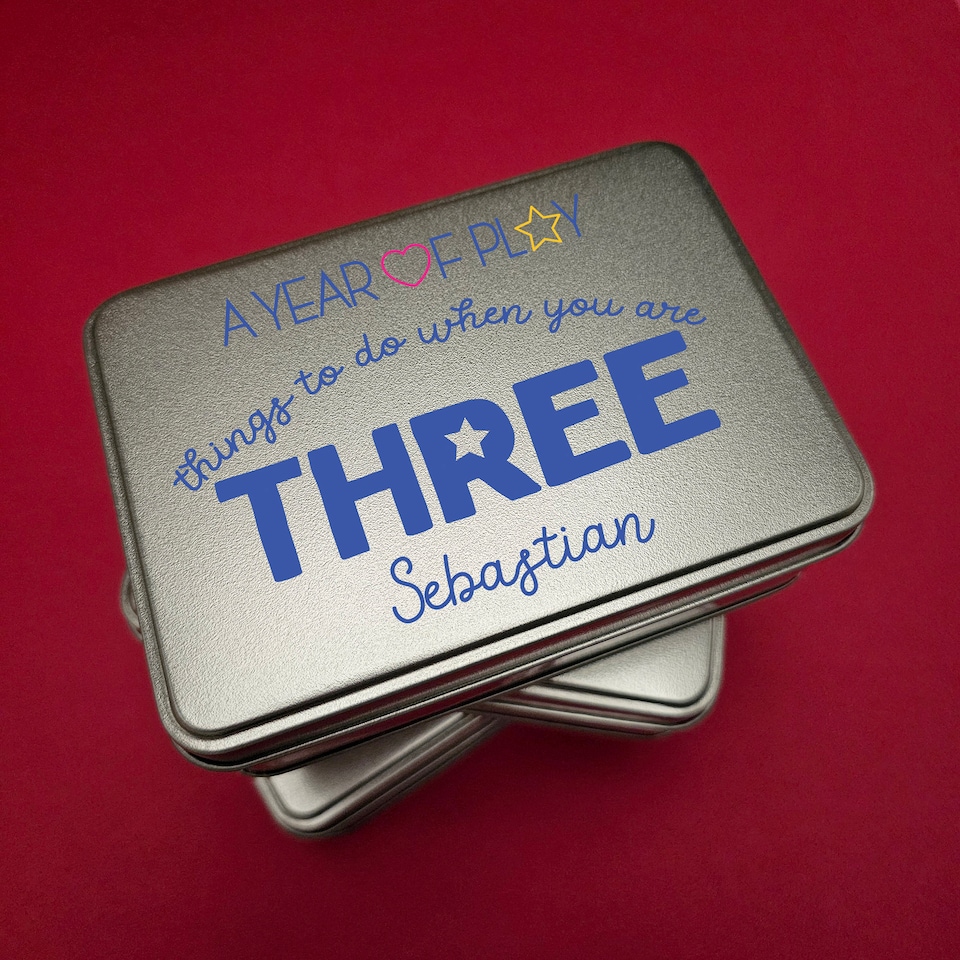 A YEAR OF PLAY
things to do when you are
THREE
Sebastian